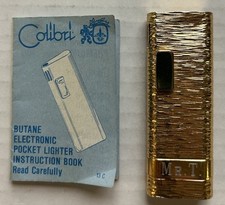 Colibri
BUTANE
ELECTRONIC
POCKET LIGHTER
INSTRUCTION BOOK
Read Carefully
MR. T